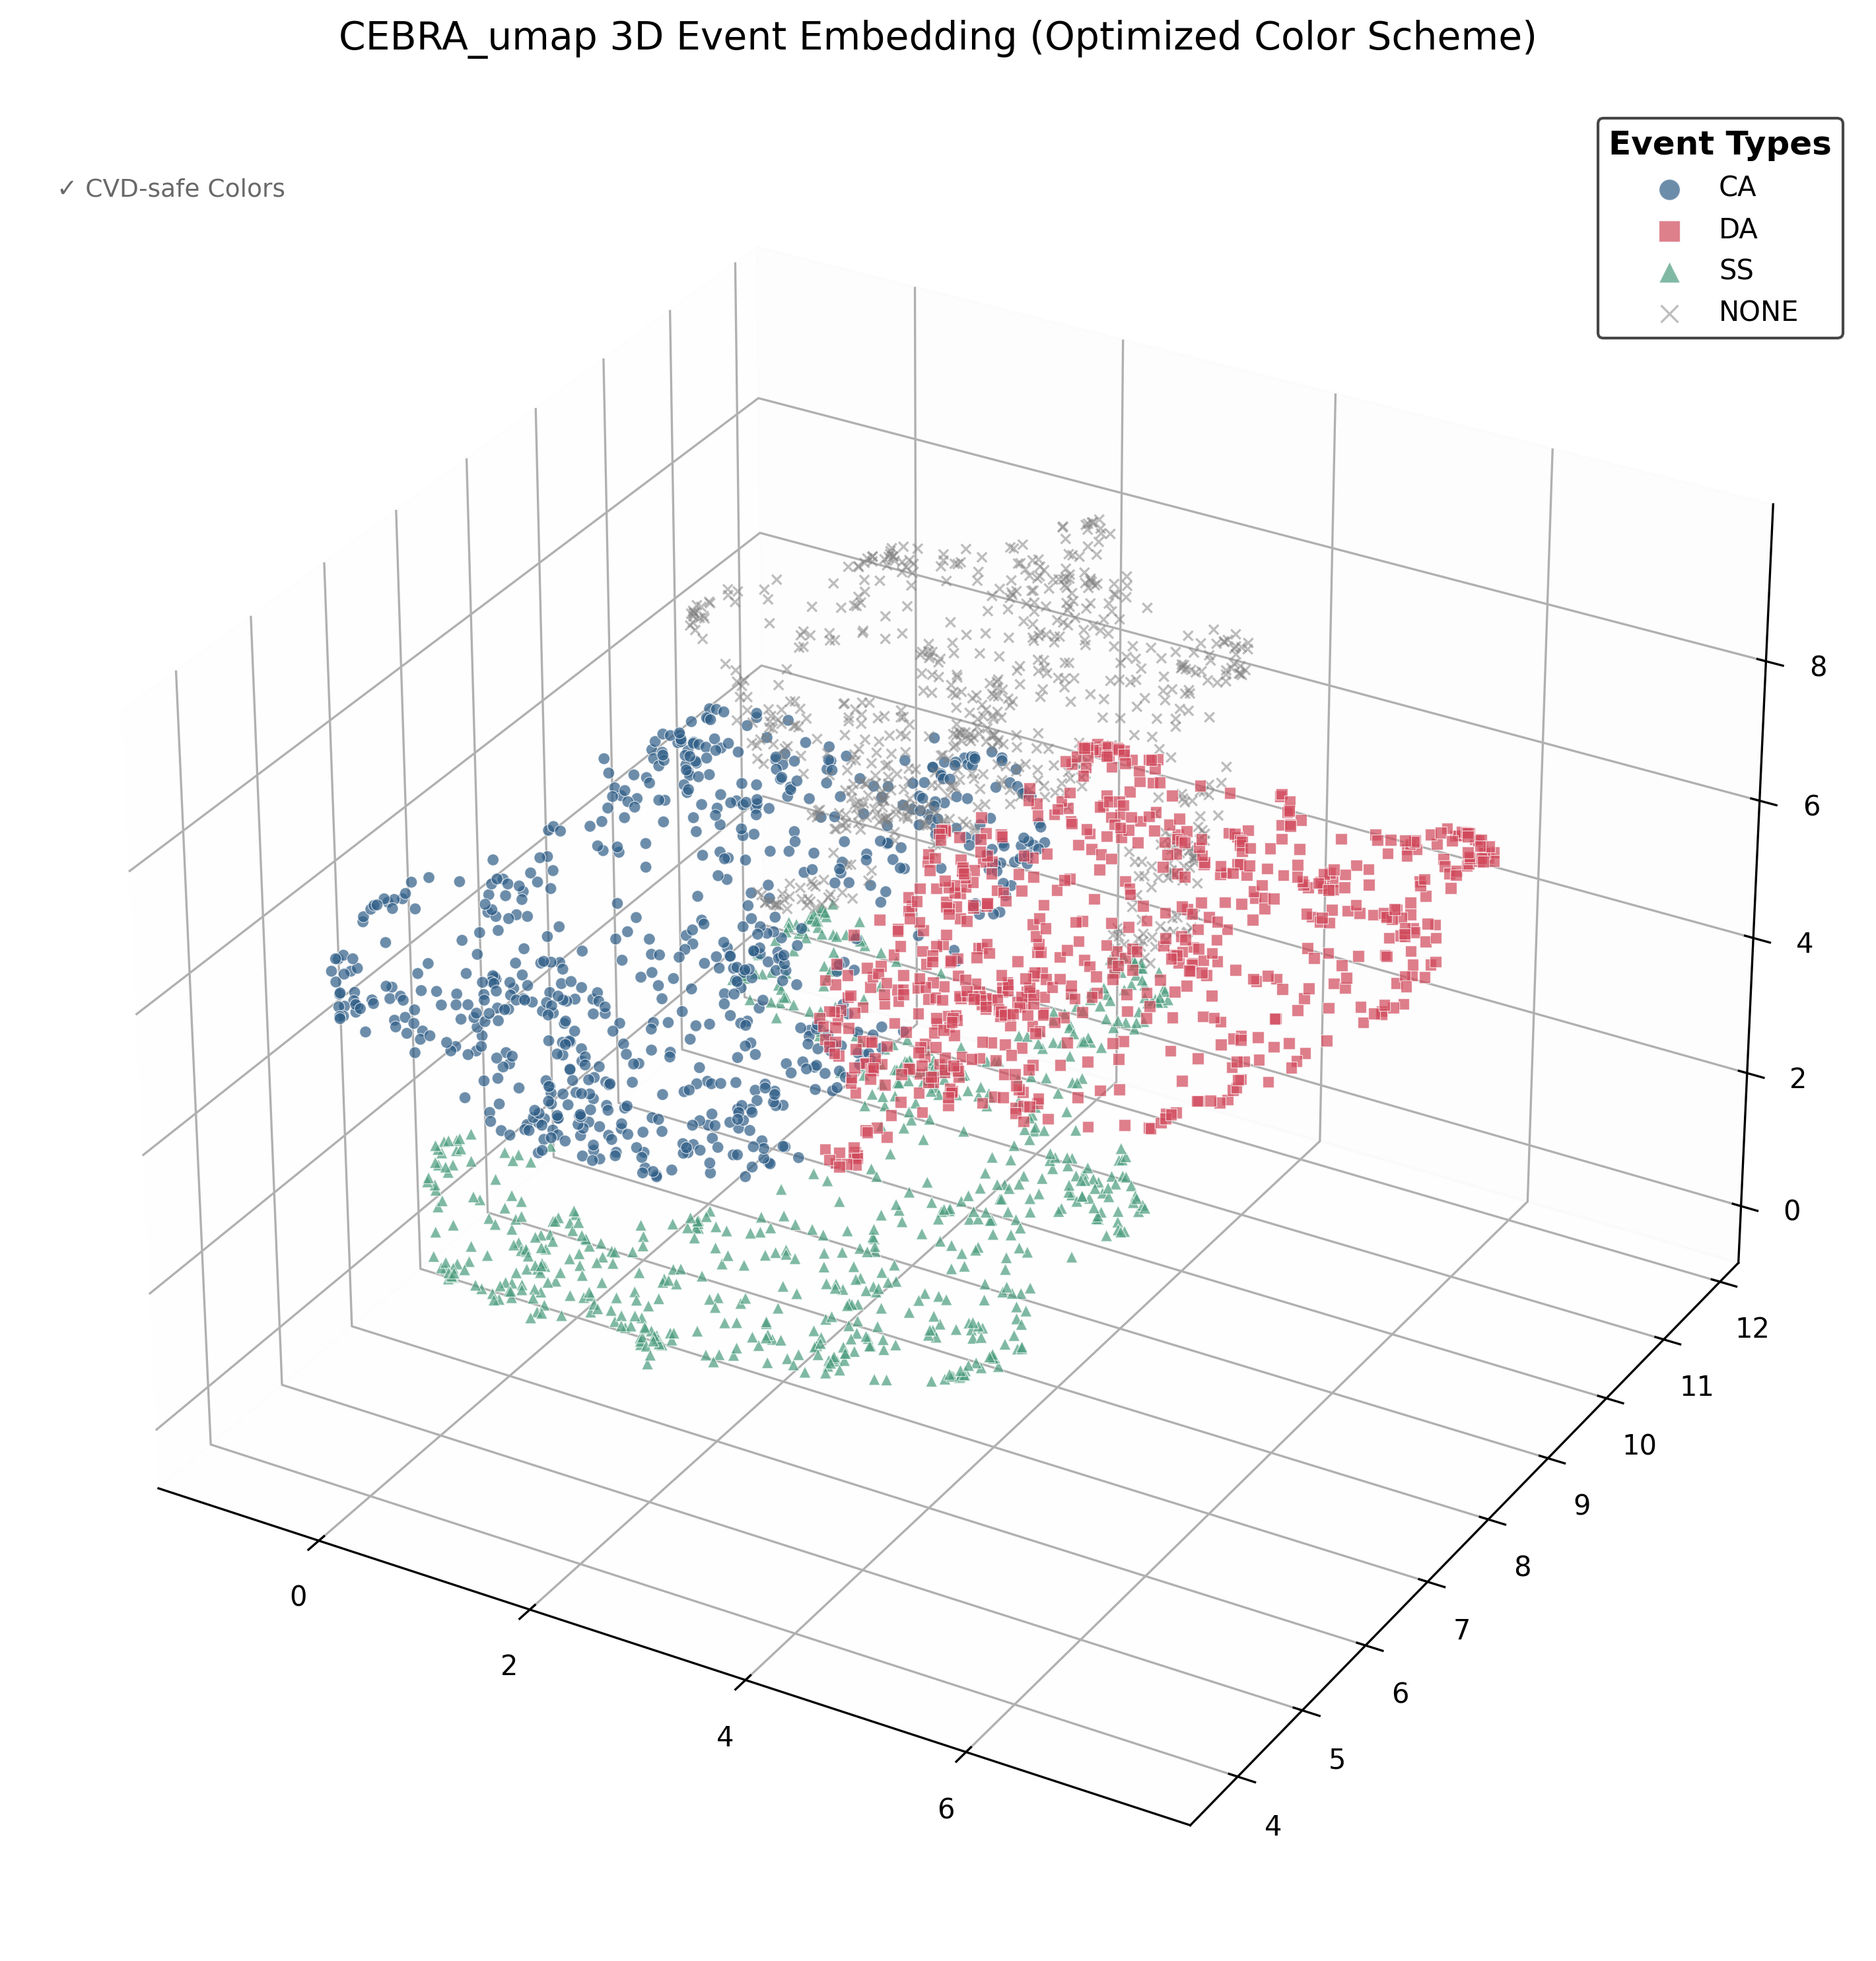 CEBRA_umap 3D Event Embedding (Optimized Color Scheme)
✓ CVD-safe Colors
Event Types
CA
DA
SS
NONE
8
6
4
2
0
12
11
10
9
8
7
6
5
4
0
2
4
6